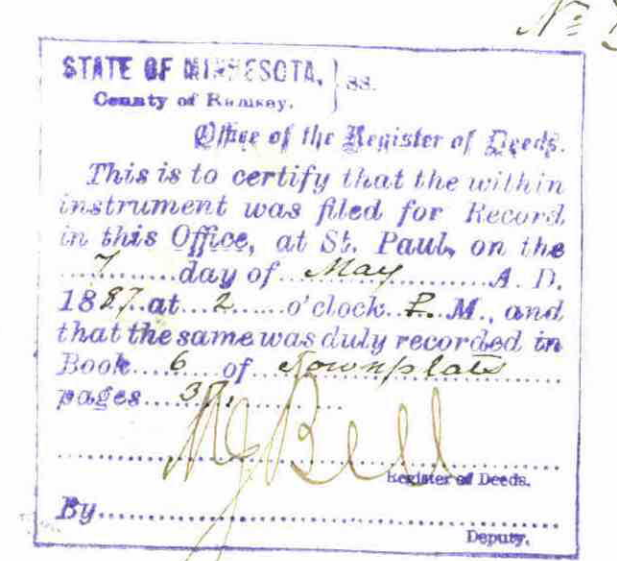 No
STATE OF MINNESOTA, } ss.
County of Ramsey.
Office of the Register of Deeds.
This is to certify that the within
instrument was filed for Record
in this Office, at St. Paul, on the
7 day of May A. D.
1887 at 2 o'clock P. M., and
that the same was duly recorded in
Book 6 of Townplats
pages 37.
Bell
Register of Deeds.
By
Deputy.